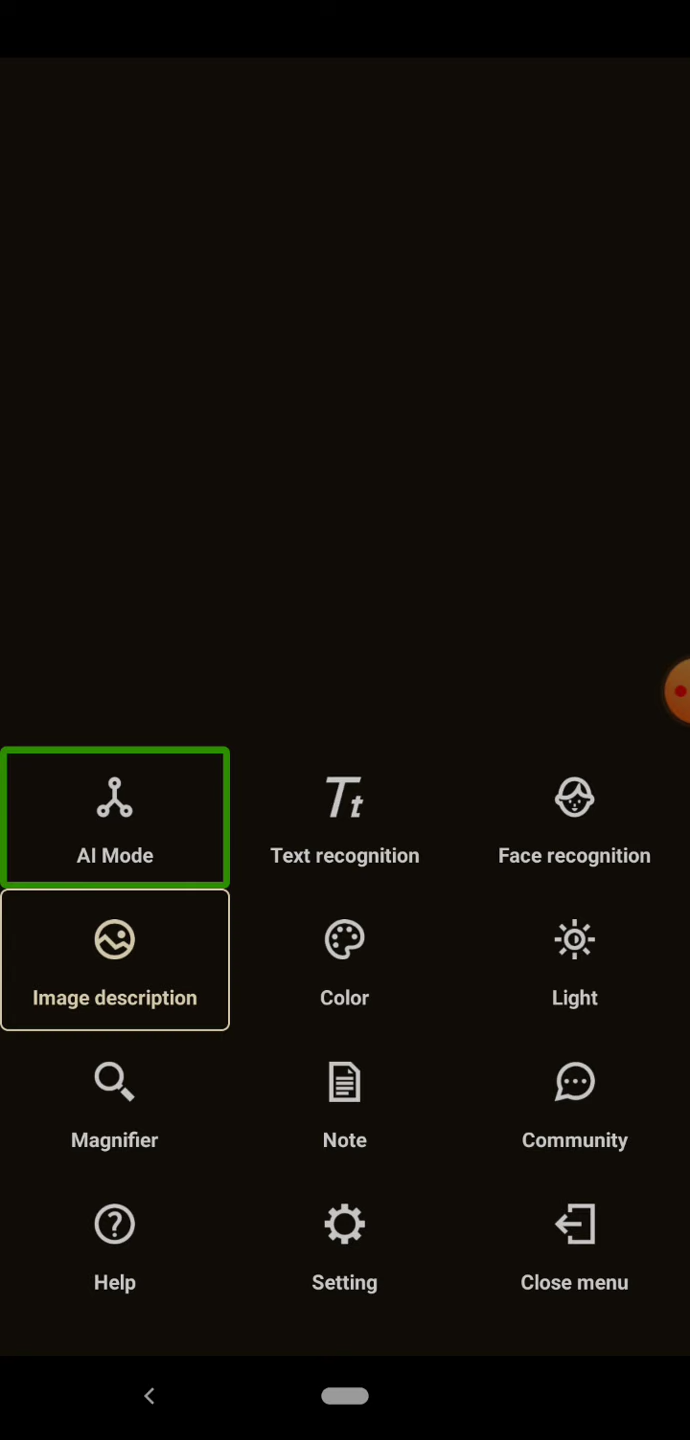 AI Mode
Text recognition
Face recognition
Image description
Color
Light
Magnifier
Note
Community
Help
Setting
Close menu